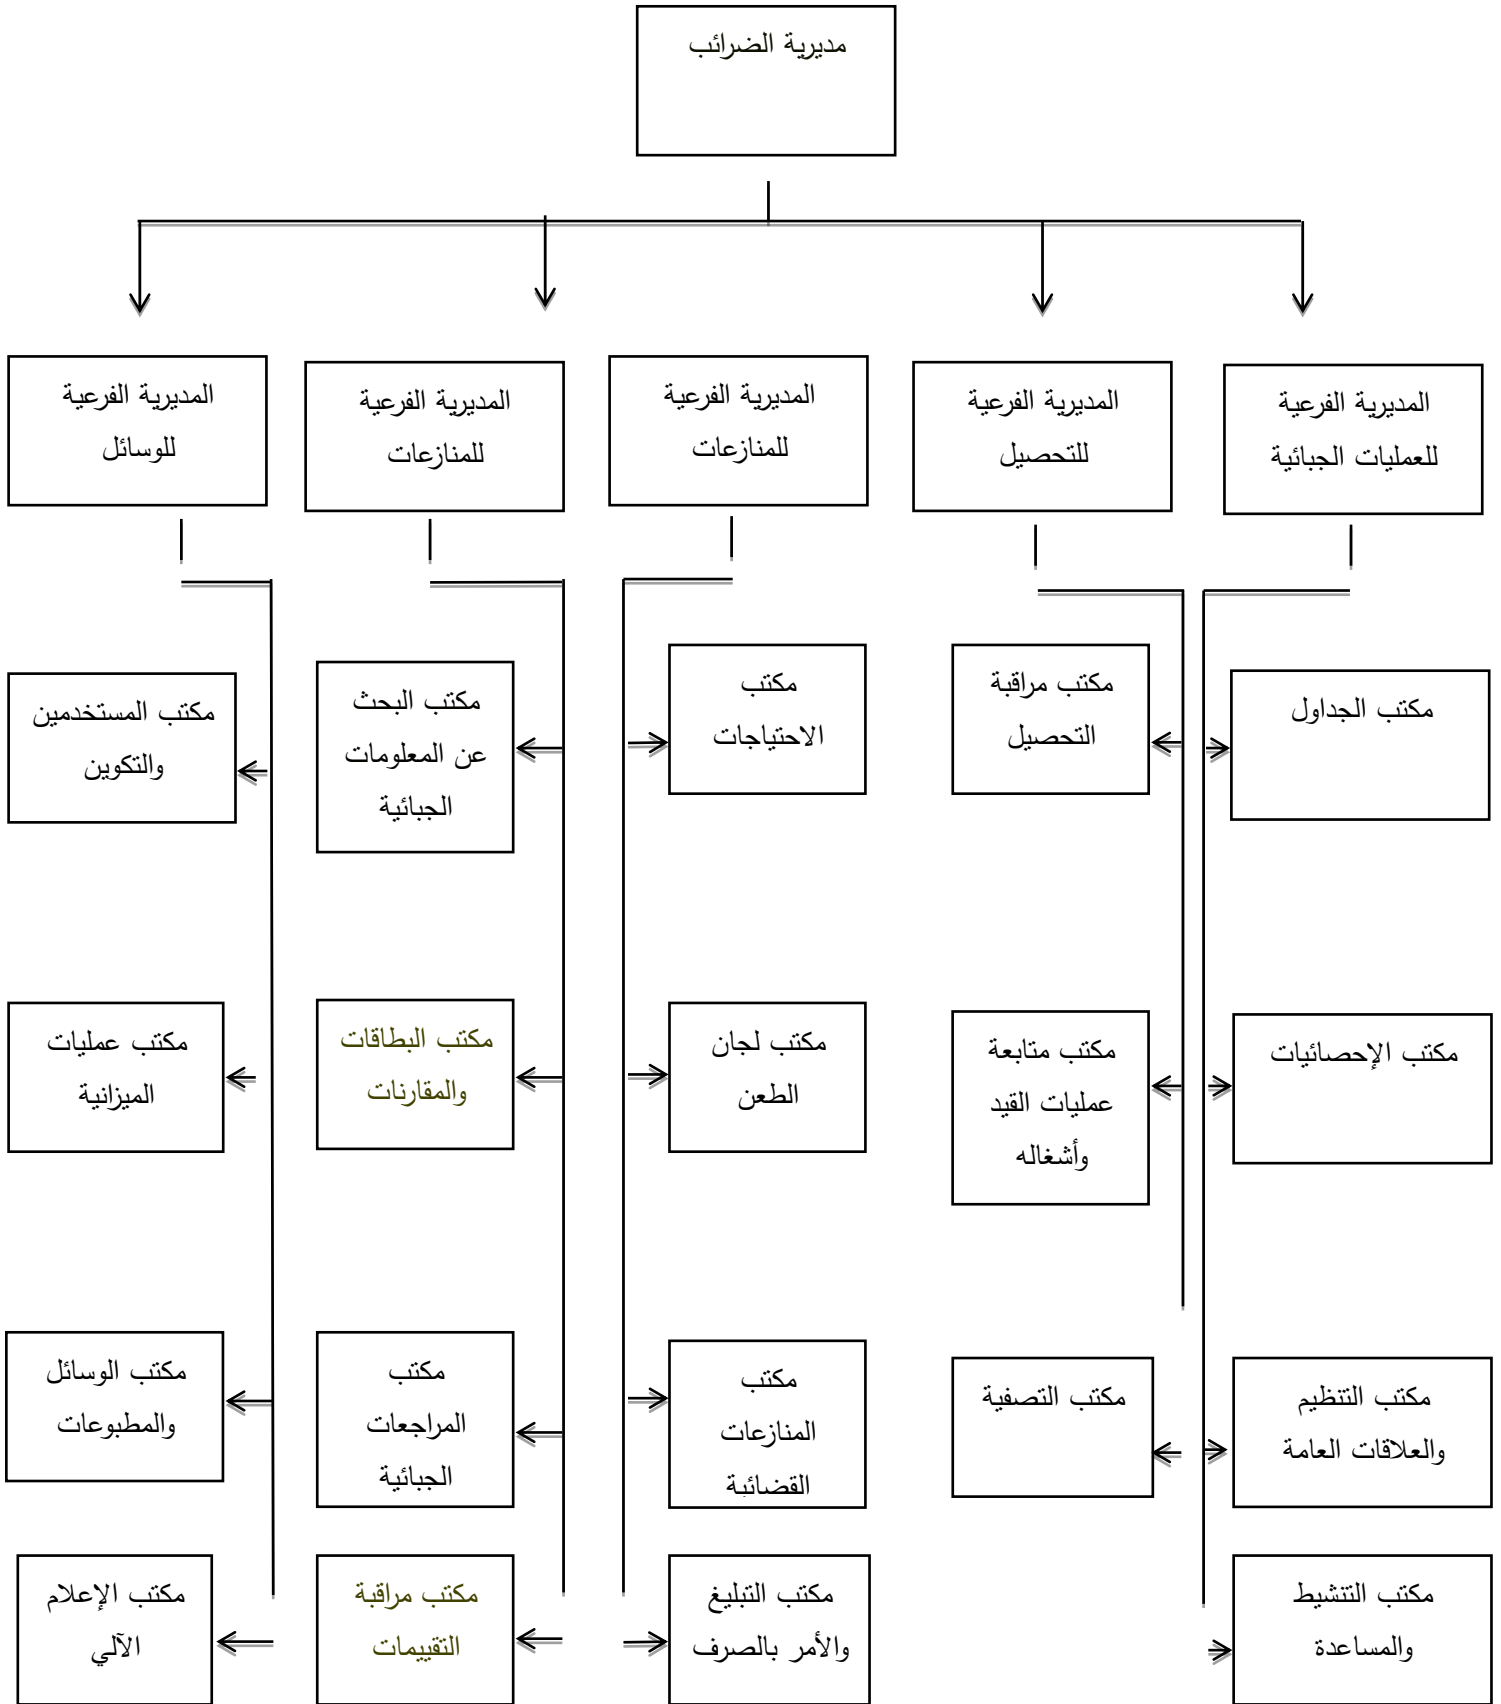 مديرية الضرائب
المديرية الفرعية
للعمليات الجبائية
المديرية الفرعية
للتحصيل
المديرية الفرعية
للمنازعات
المديرية الفرعية
للمنازعات
المديرية الفرعية
للوسائل
مكتب الجداول
مكتب مراقبة
التحصيل
مكتب
الاحتياجات
مكتب البحث
عن المعلومات
الجبائية
مكتب المستخدمين
والتكوين
مكتب الإحصائيات
مكتب متابعة
عمليات القيد
وأشغاله
مكتب لجان
الطعن
مكتب البطاقات
والمقارنات
مكتب عمليات
الميزانية
مكتب التنظيم
والعلاقات العامة
مكتب التصفية
مكتب
المنازعات
القضائية
مكتب
المراجعات
الجبائية
مكتب الوسائل
والمطبوعات
مكتب التنشيط
والمساعدة
مكتب التبليغ
والأمر بالصرف
مكتب مراقبة
التقييمات
مكتب الإعلام
الآلي